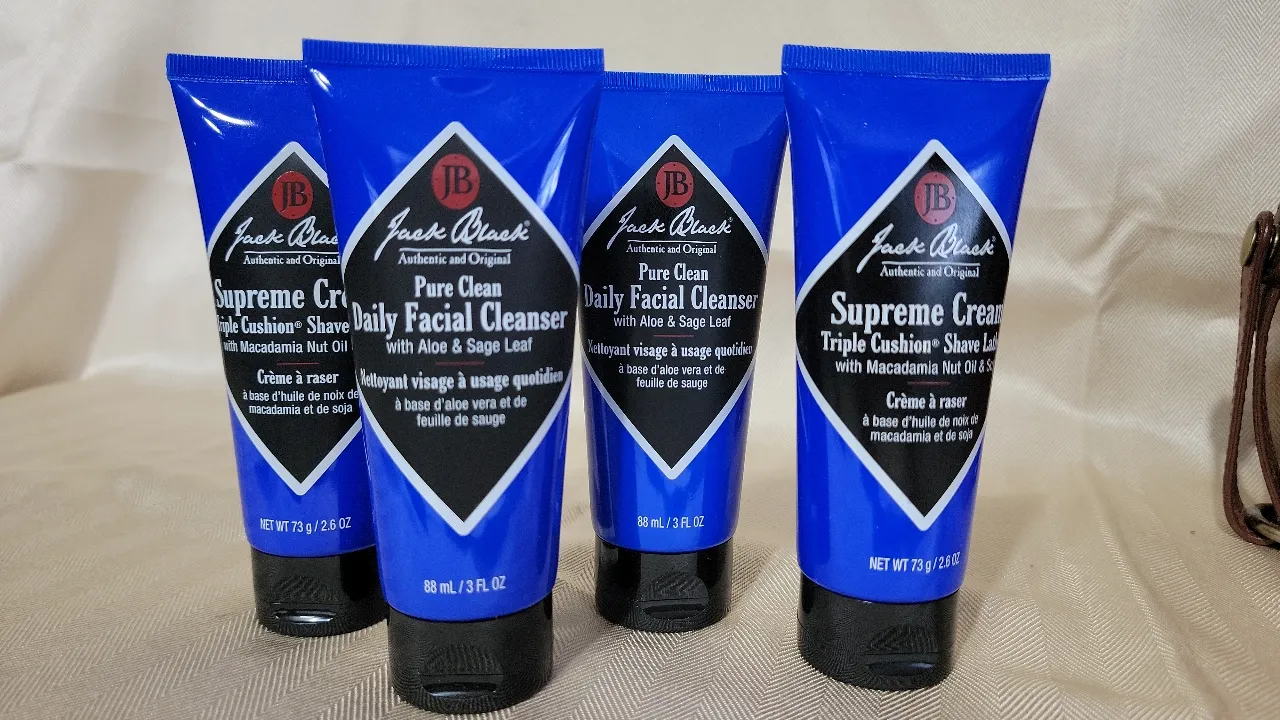 JB
Jack Black
Authentic and Original
Supreme
Triple Cushion® Shave
with Macadamia Nut Oil
Crème à raser
à base d'huile de noix de
macadamia et de soja
NET WT 73 g / 2.6 OZ
JB
Jack Black®
Authentic and Original
Pure Clean
Daily Facial Cleanser
with Aloe & Sage Leaf
Nettoyant visage à usage quotidien
à base d'aloe vera et de
feuille de sauge
88 mL / 3 FL OZ
JB
Jack Black®
Authentic and Original
Pure Clean
Daily Facial Cleanser
with Aloe & Sage Leaf
Nettoyant visage à usage quotidien
à base d'aloe vera et de
feuille de sauge
88 mL / 3 FL OZ
JB
Jack Black®
Authentic and Original
Supreme Cream
Triple Cushion® Shave
with Macadamia Nut Oil &
Crème à raser
à base d'huile de noix de
macadamia et de soja
NET WT 73 g / 2.6 OZ